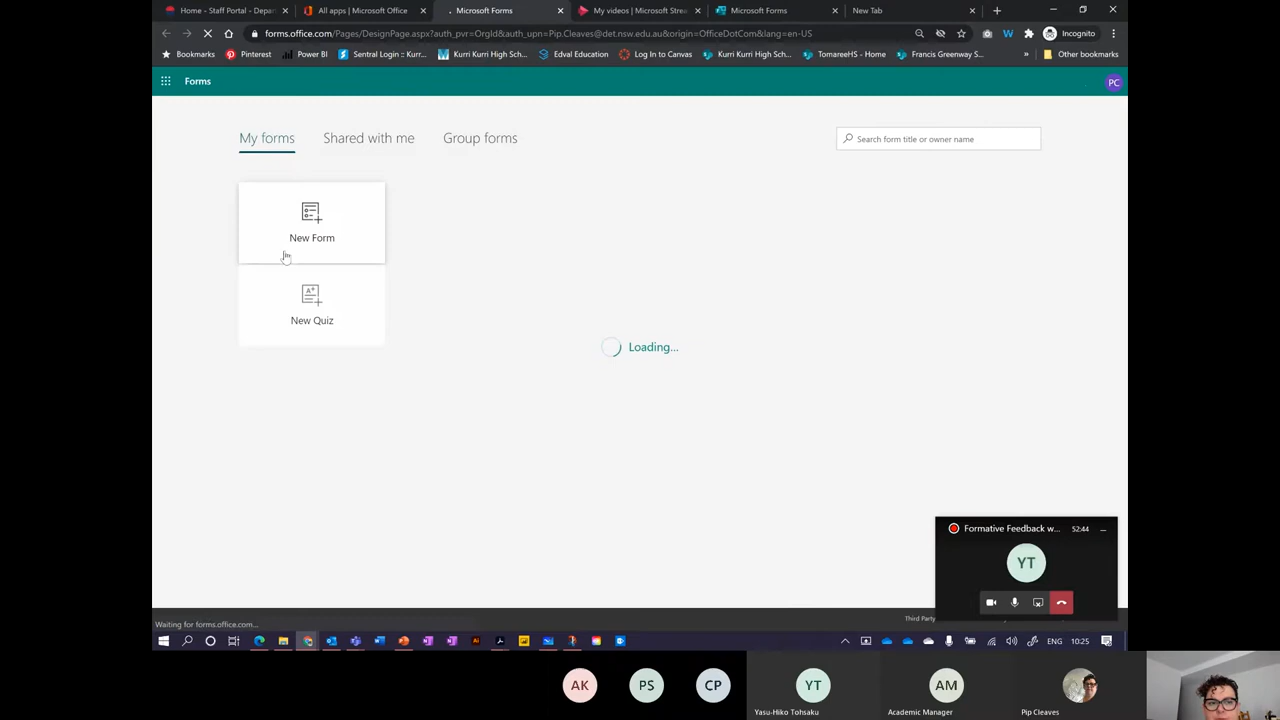 Home - Staff Portal - Depar
All apps | Microsoft Office
Microsoft Forms
My videos | Microsoft Strea
Microsoft Forms
New Tab
forms.office.com/Pages/DesignPage.aspx?auth_pvr=OrgId&auth_upn=Pip.Cleaves@det.nsw.edu.au&origin=OfficeDotCom&lang=en-US
Incognito
Bookmarks
Pinterest
Power BI
Sentral Login :: Kurr...
Kurri Kurri High Sch...
Edval Education
Log In to Canvas
Kurri Kurri High Sch...
TomareeHS - Home
Francis Greenway S...
»
Other bookmarks
Forms
PC
My forms
Shared with me
Group forms
Search form title or owner name
New Form
New Quiz
Loading...
Formative Feedback w...
52:44
YT
Waiting for forms.office.com...
Third Party
ENG
10:25
AK
PS
CP
YT
AM
Yasu-Hiko Tohsaku
Academic Manager
Pip Cleaves